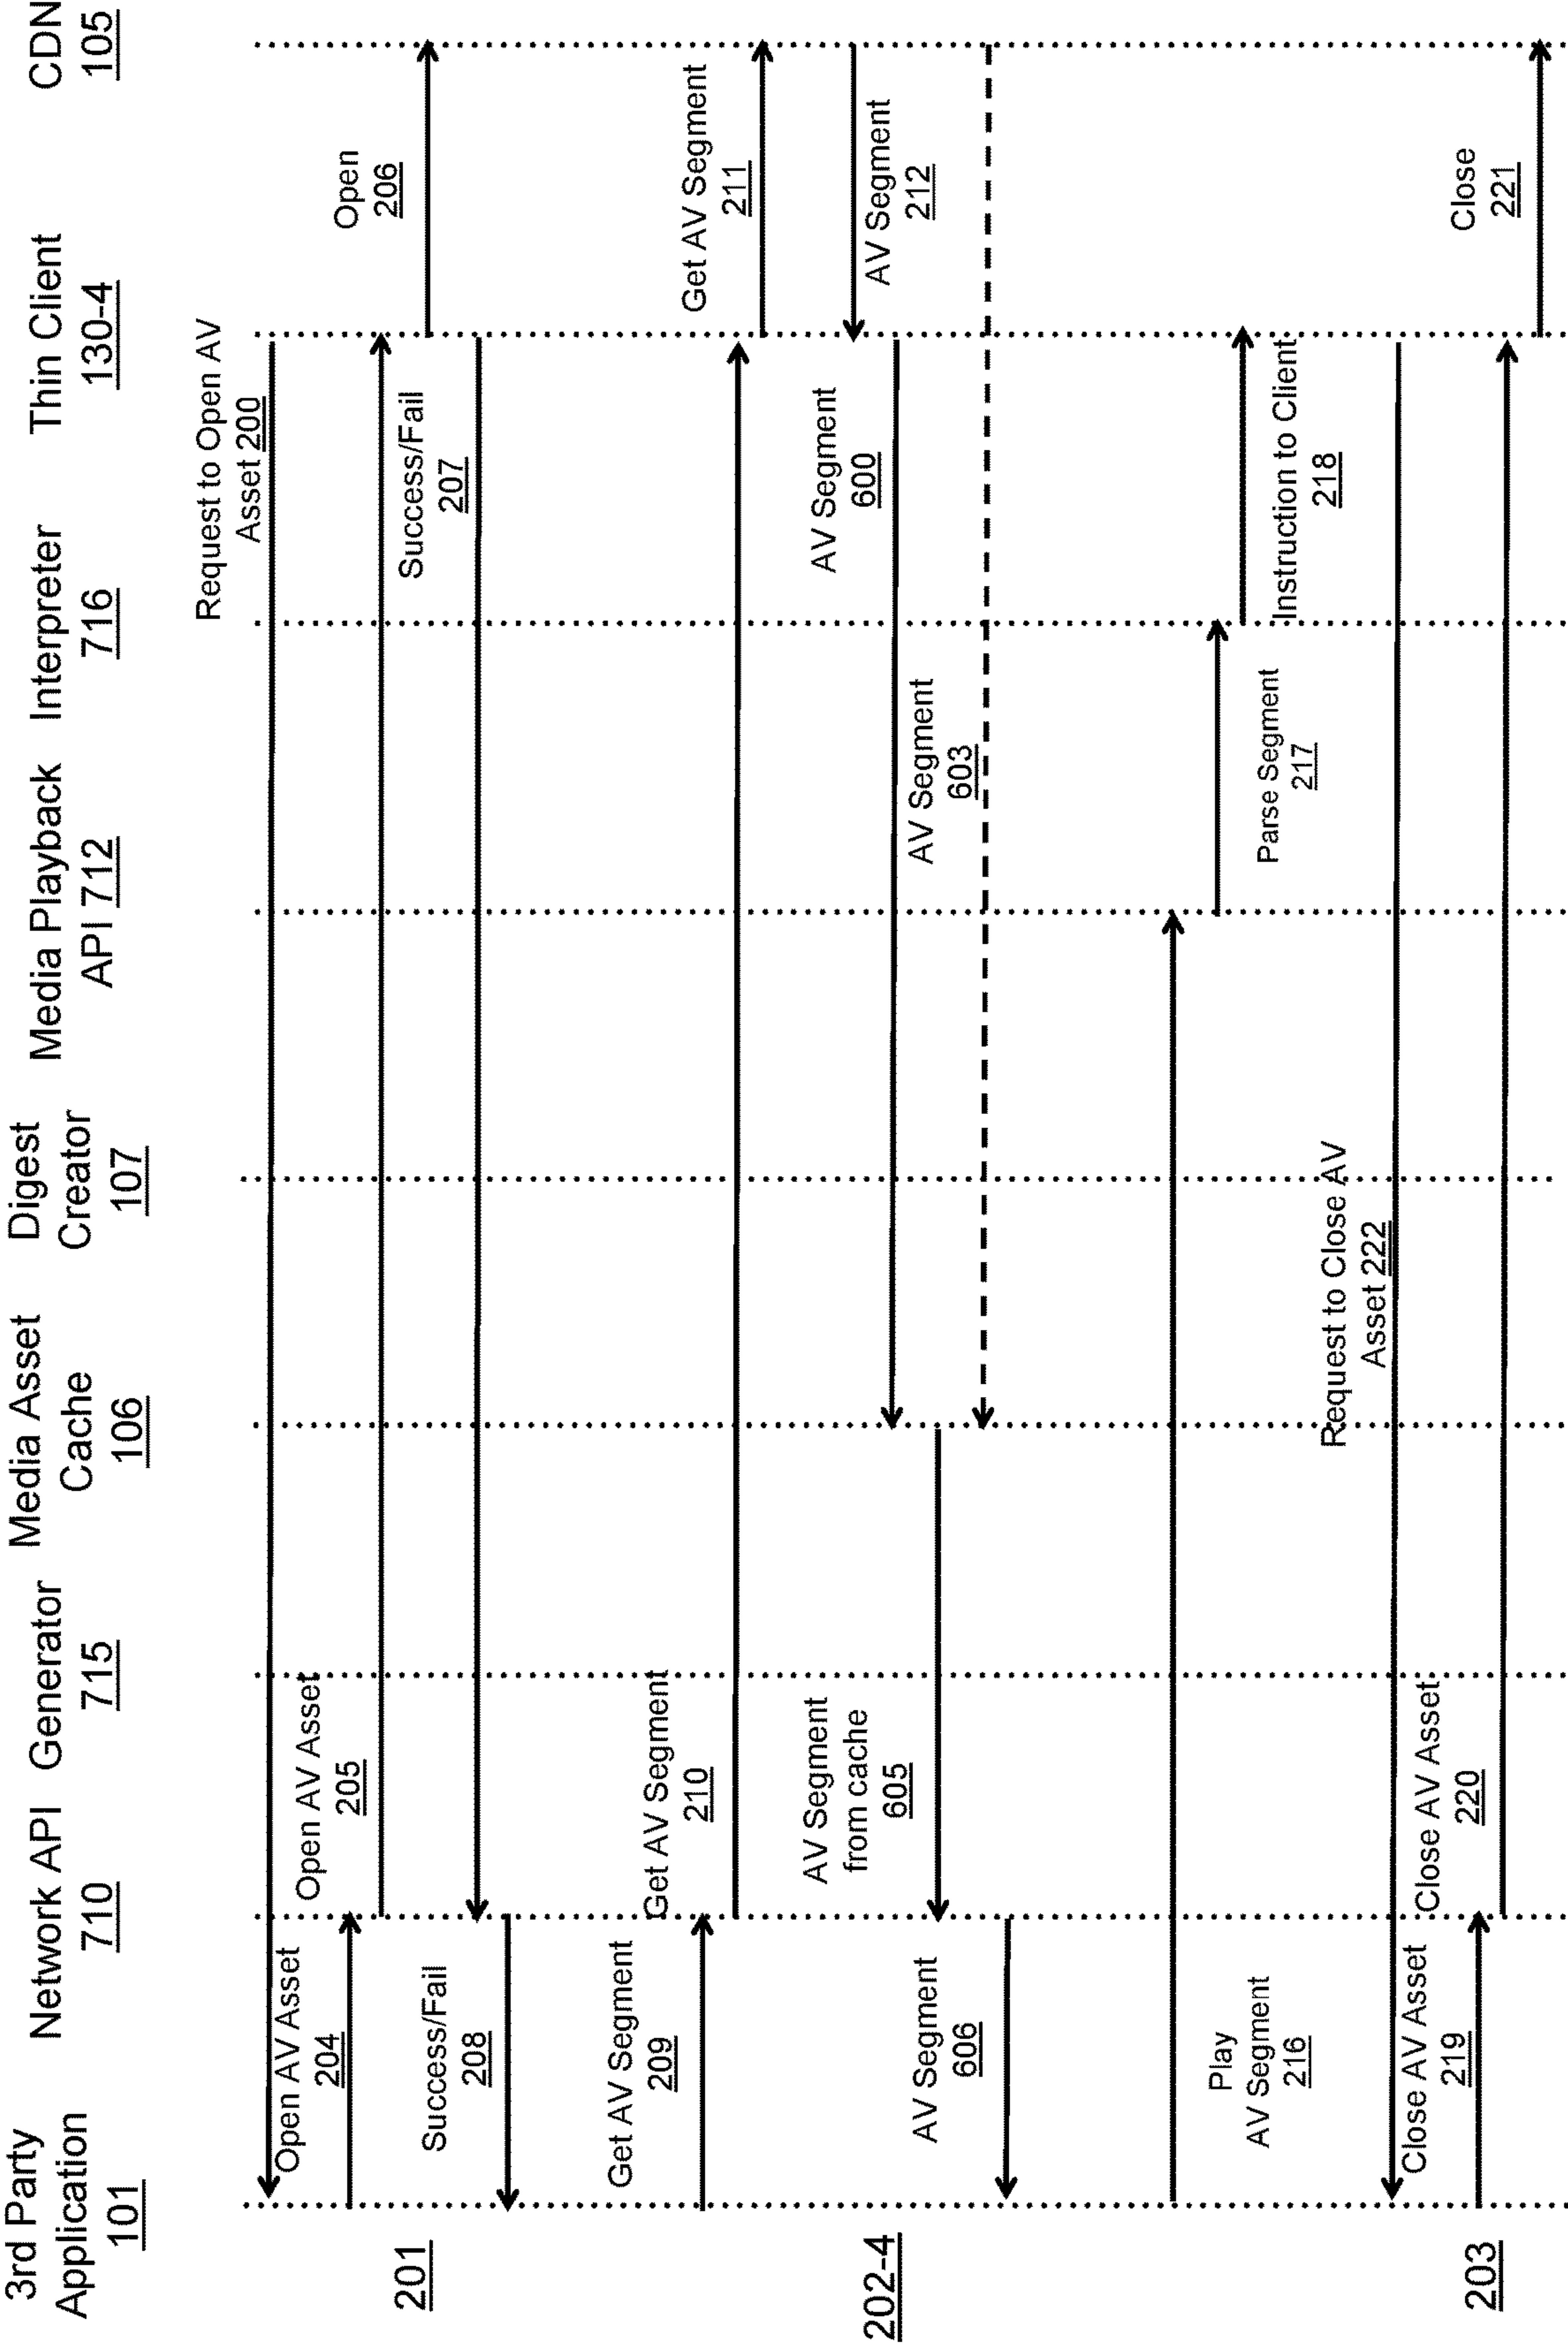 3rd Party
Application
101
Network API
710
Generator
715
Media Asset
Cache
106
Digest
Creator
107
Media Playback
API 712
Interpreter
716
Thin Client
130-4
CDN
105
201
Request to Open AV
Asset 200
Open AV Asset
204
Open AV Asset
205
Open
206
Success/Fail
207
Success/Fail
208
202-4
Get AV Segment
209
Get AV Segment
210
Get AV Segment
211
AV Segment
212
AV Segment
600
AV Segment
603
AV Segment
from cache
605
AV Segment
606
Play
AV Segment
216
Parse Segment
217
Instruction to Client
218
203
Request to Close AV
Asset 222
Close AV Asset
219
Close AV Asset
220
Close
221